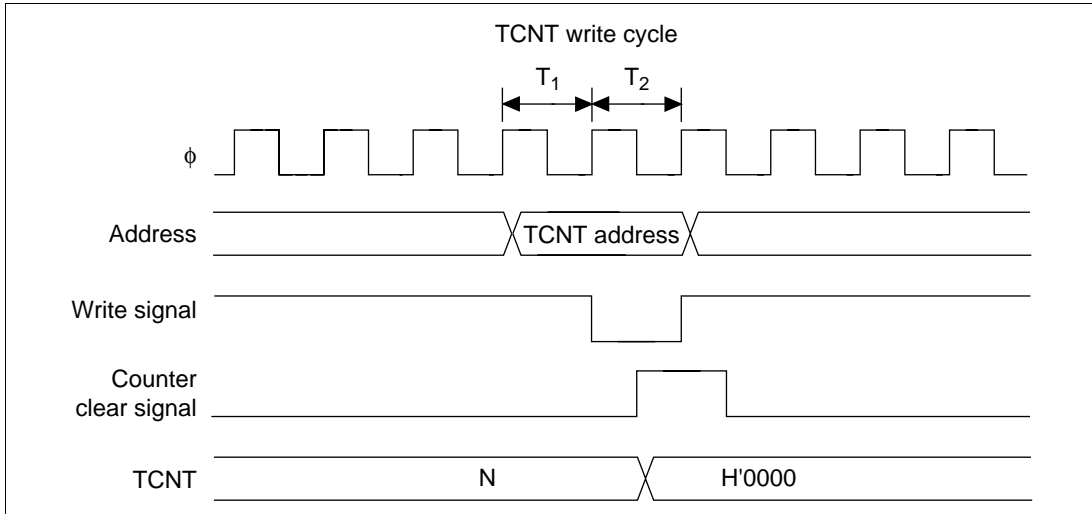 TCNT write cycle
T1 T2
ϕ
Address
TCNT address
Write signal
Counter
clear signal
TCNT
N
H'0000